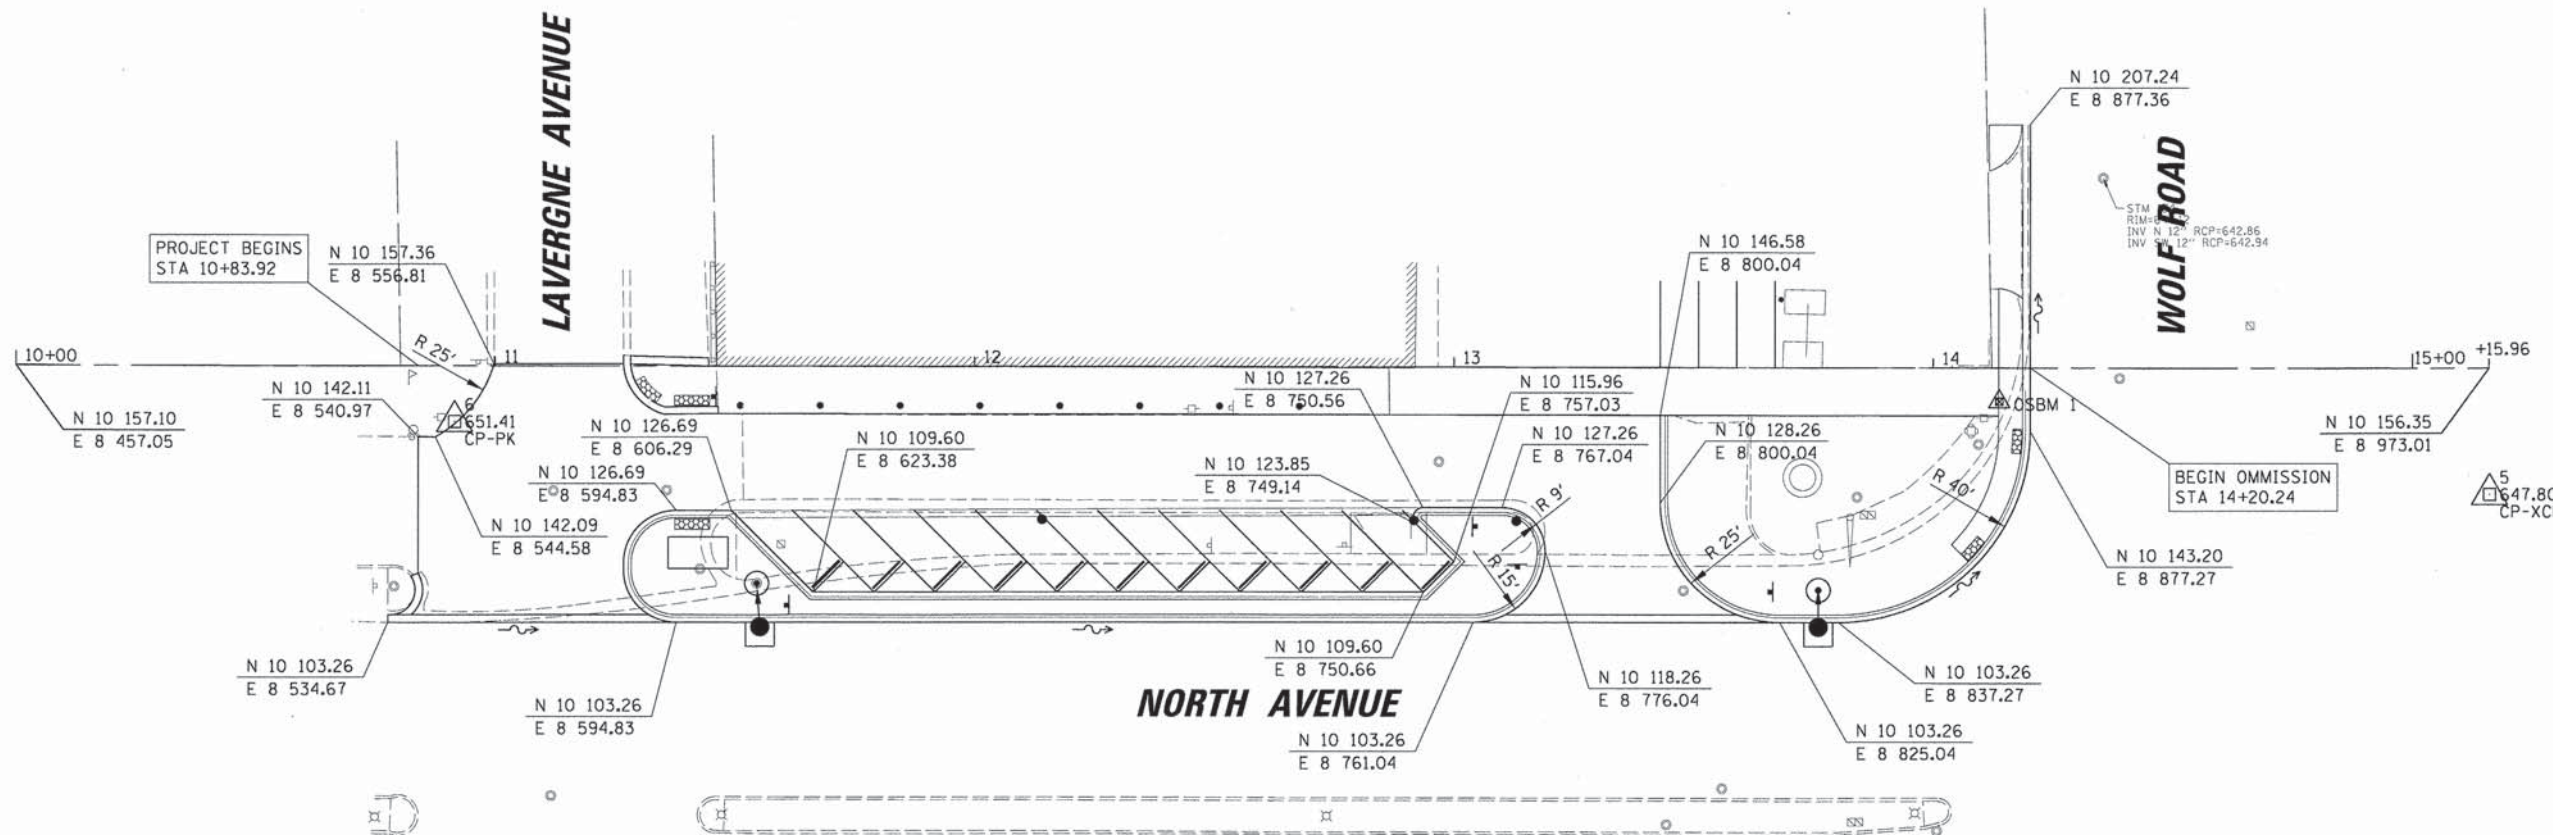 LAVERGNE AVENUE
N 10 207.24
E 8 877.36
WOLF ROAD
STM
INV N 12" RCP=642.86
INV SW 12" RCP=642.94
PROJECT BEGINS
STA 10+83.92
N 10 157.36
E 8 556.81
N 10 146.58
E 8 800.04
R 25'
10+00
11
12
13
14
15+00
+15.96
N 10 157.10
E 8 457.05
N 10 142.11
E 8 540.97
6
651.41
CP-PK
N 10 127.26
E 8 750.56
N 10 115.96
E 8 757.03
OSBM 1
N 10 156.35
E 8 973.01
N 10 126.69
E 8 606.29
N 10 109.60
E 8 623.38
N 10 127.26
E 8 767.04
N 10 128.26
E 8 800.04
N 10 126.69
E 8 594.83
N 10 123.85
E 8 749.14
BEGIN OMMISSION
STA 14+20.24
5
647.80
N 10 142.09
E 8 544.58
R 9'
R 40'
R 25'
R 15'
N 10 143.20
E 8 877.27
N 10 103.26
E 8 534.67
N 10 103.26
E 8 594.83
N 10 109.60
E 8 750.66
NORTH AVENUE
N 10 118.26
E 8 776.04
N 10 103.26
E 8 837.27
N 10 103.26
E 8 761.04
N 10 103.26
E 8 825.04